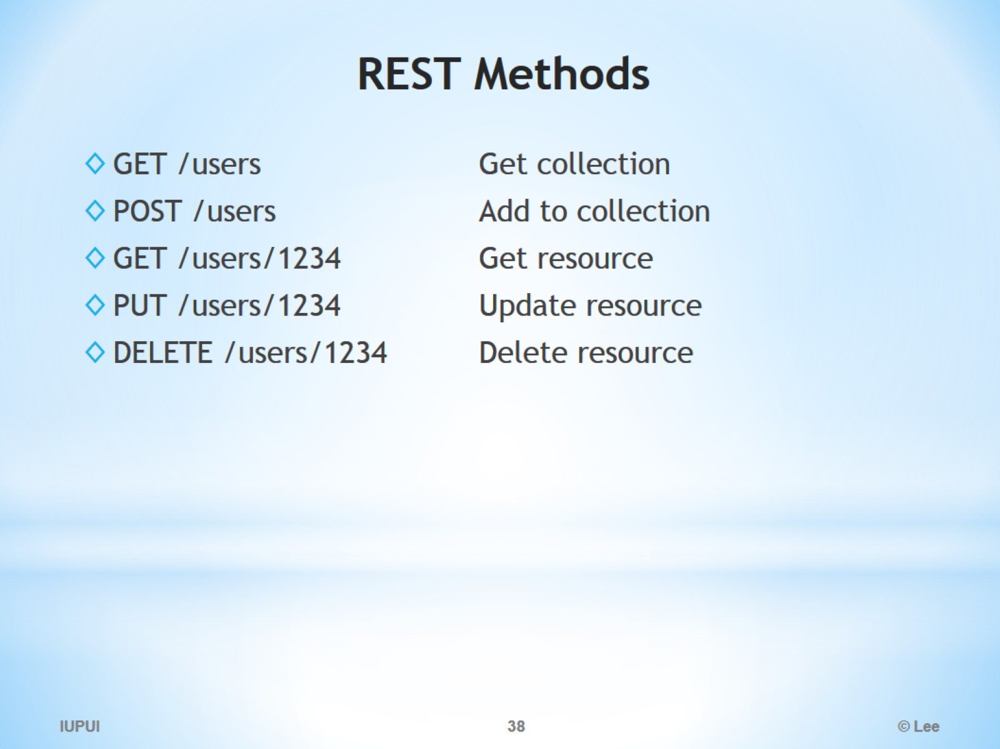 REST Methods
GET /users Get collection
POST /users Add to collection
GET /users/1234 Get resource
PUT /users/1234 Update resource
DELETE /users/1234 Delete resource
IUPUI 38 © Lee